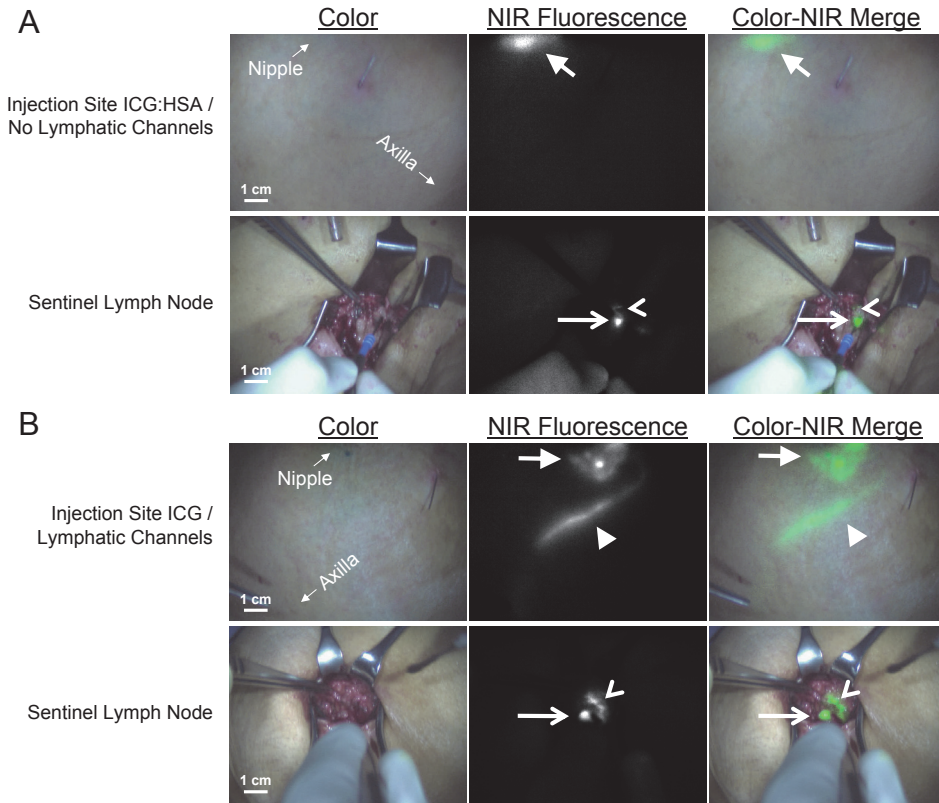 A
Color
NIR Fluorescence
Color-NIR Merge
Injection Site ICG:HSA /
No Lymphatic Channels
Nipple
Axilla
1 cm
Sentinel Lymph Node
1 cm
B
Color
NIR Fluorescence
Color-NIR Merge
Injection Site ICG /
Lymphatic Channels
Nipple
Axilla
1 cm
Sentinel Lymph Node
1 cm